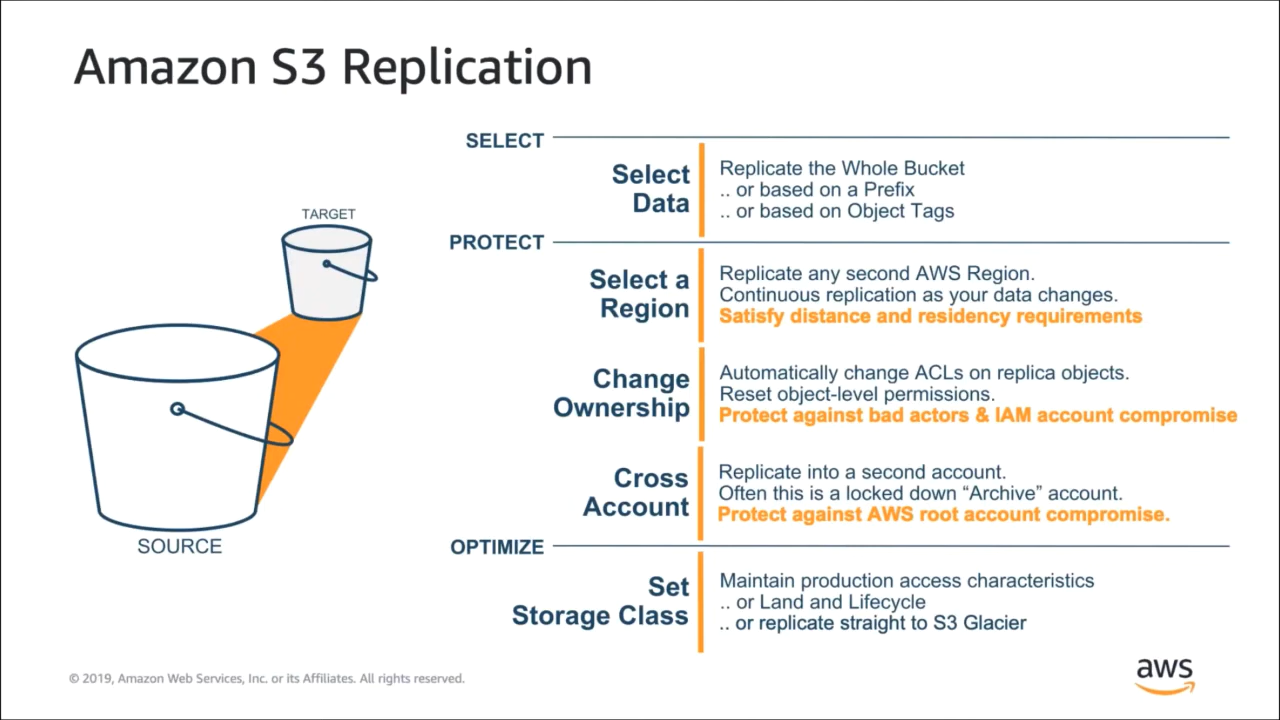 Amazon S3 Replication
SELECT
Select
Data
Replicate the Whole Bucket
.. or based on a Prefix
.. or based on Object Tags
PROTECT
Select a
Region
Replicate any second AWS Region.
Continuous replication as your data changes.
Satisfy distance and residency requirements
Change
Ownership
Automatically change ACLs on replica objects.
Reset object-level permissions.
Protect against bad actors & IAM account compromise
Cross
Account
Replicate into a second account.
Often this is a locked down “Archive” account.
Protect against AWS root account compromise.
OPTIMIZE
Set
Storage Class
Maintain production access characteristics
.. or Land and Lifecycle
.. or replicate straight to S3 Glacier
TARGET
SOURCE
© 2019, Amazon Web Services, Inc. or its Affiliates. All rights reserved.
aws